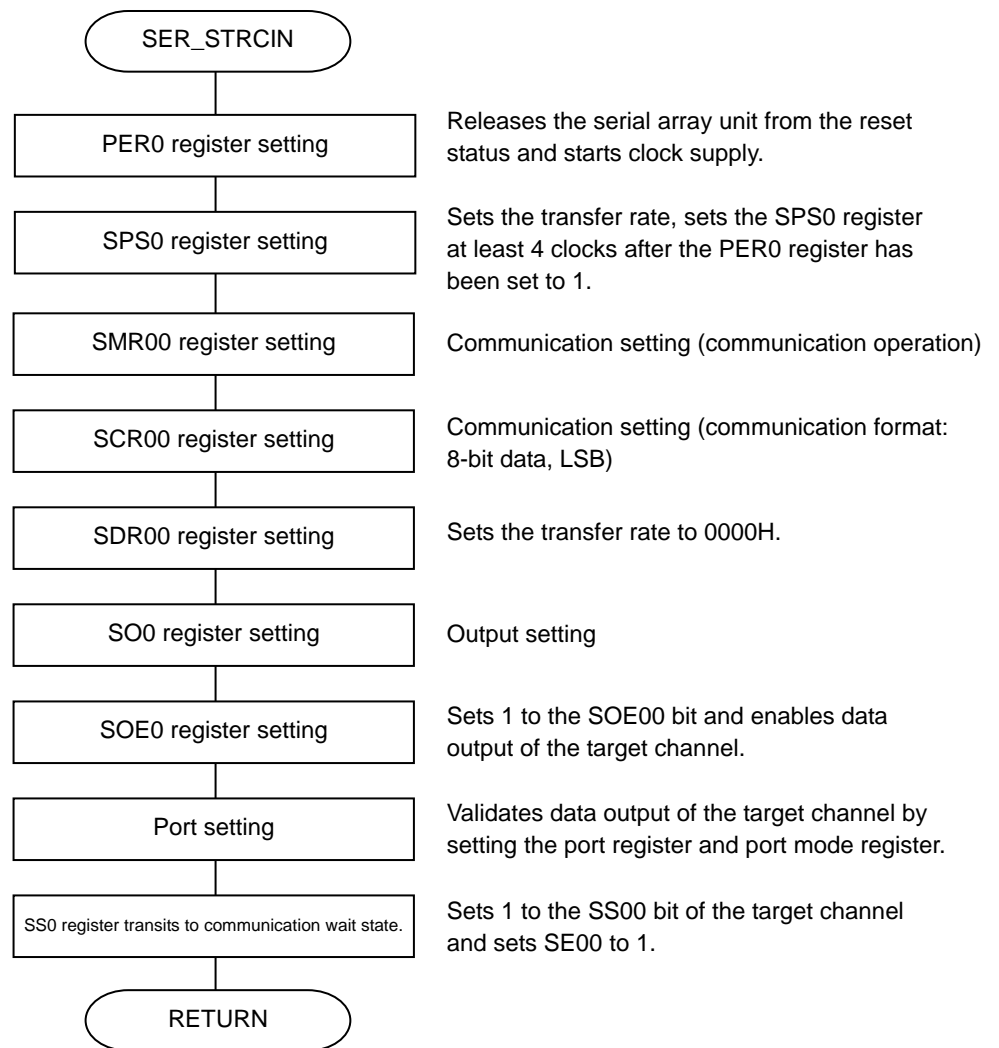 SER_STRCIN
PER0 register setting
Releases the serial array unit from the reset
status and starts clock supply.
SPS0 register setting
Sets the transfer rate, sets the SPS0 register
at least 4 clocks after the PER0 register has
been set to 1.
SMR00 register setting
Communication setting (communication operation)
SCR00 register setting
Communication setting (communication format:
8-bit data, LSB)
SDR00 register setting
Sets the transfer rate to 0000H.
SO0 register setting
Output setting
SOE0 register setting
Sets 1 to the SOE00 bit and enables data
output of the target channel.
Port setting
Validates data output of the target channel by
setting the port register and port mode register.
SS0 register transits to communication wait state.
Sets 1 to the SS00 bit of the target channel
and sets SE00 to 1.
RETURN